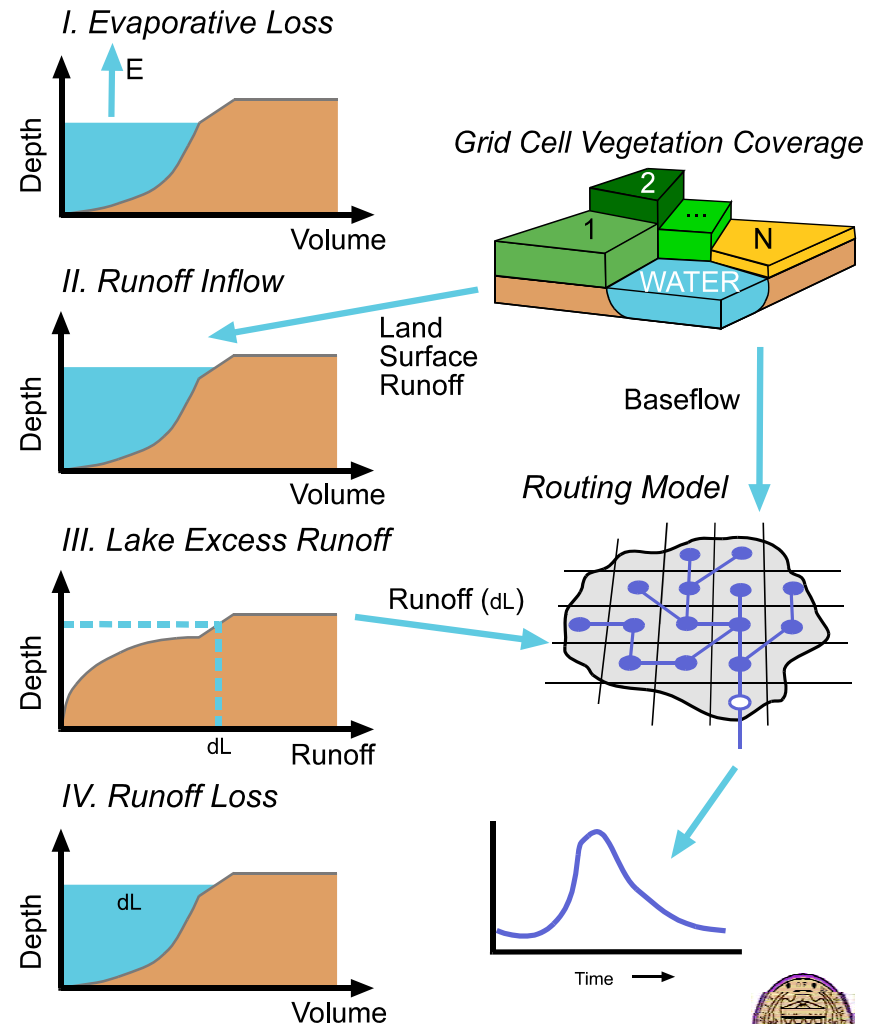 I. Evaporative Loss
E
Depth
Volume
Grid Cell Vegetation Coverage
1
2
...
N
WATER
II. Runoff Inflow
Land
Surface
Runoff
Depth
Volume
Baseflow
Routing Model
III. Lake Excess Runoff
Runoff (dL)
Depth
dL
Runoff
IV. Runoff Loss
dL
Depth
Volume
Time